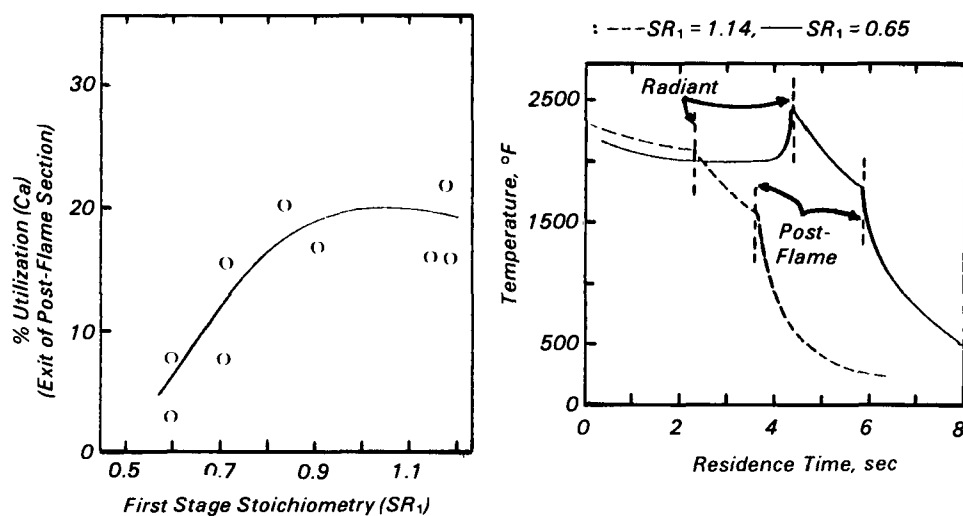 30
20
10
0
% Utilization (Ca)
(Exit of Post-Flame Section)
0.5 0.7 0.9 1.1
First Stage Stoichiometry (SR₁)
: ---SR₁ = 1.14, —— SR₁ = 0.65
Radiant
2500
1500
500
0
Temperature, °F
Post-
Flame
0 2 4 6 8
Residence Time, sec